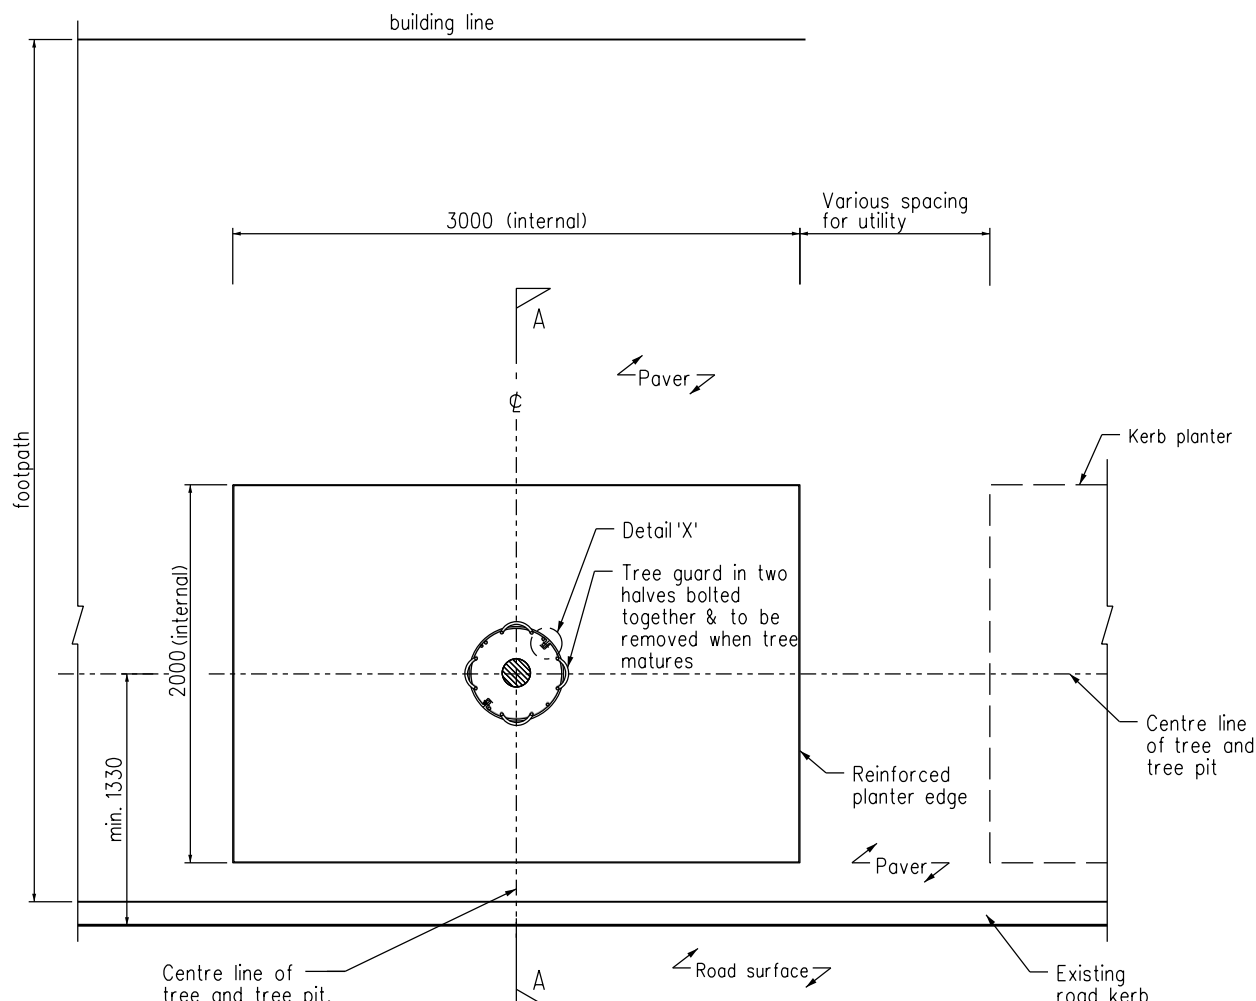 building line
Various spacing
for utility
3000 (internal)
A
Paver
℄
Kerb planter
footpath
Detail 'X'
Tree guard in two
halves bolted
together & to be
removed when tree
matures
2000 (internal)
Centre line
of tree and
tree pit
min. 1330
Reinforced
planter edge
Paver
Centre line of
tree and tree pit.
A
Road surface
Existing
road kerb